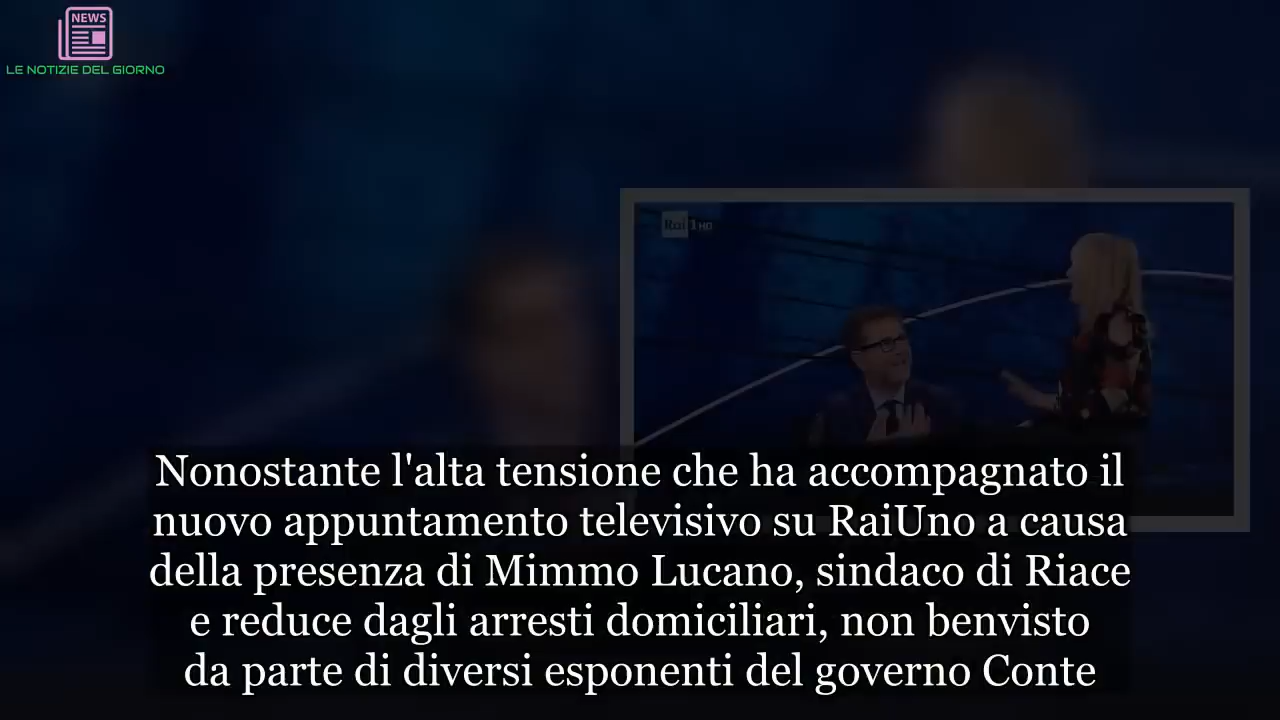 NEWS
LE NOTIZIE DEL GIORNO
Rai 1 HD
Nonostante l'alta tensione che ha accompagnato il
nuovo appuntamento televisivo su RaiUno a causa
della presenza di Mimmo Lucano, sindaco di Riace
e reduce dagli arresti domiciliari, non benvisto
da parte di diversi esponenti del governo Conte